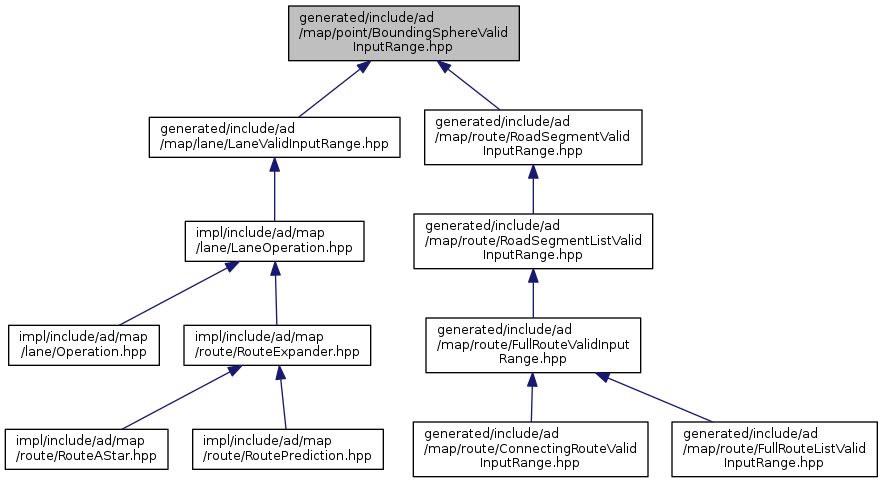 generated/include/ad
/map/point/BoundingSphereValid
InputRange.hpp
generated/include/ad
/map/lane/LaneValidInputRange.hpp
generated/include/ad
/map/route/RoadSegmentValid
InputRange.hpp
impl/include/ad/map
/lane/LaneOperation.hpp
generated/include/ad
/map/route/RoadSegmentListValid
InputRange.hpp
impl/include/ad/map
/lane/Operation.hpp
impl/include/ad/map
/route/RouteExpander.hpp
generated/include/ad
/map/route/FullRouteValidInput
Range.hpp
impl/include/ad/map
/route/RouteAStar.hpp
impl/include/ad/map
/route/RoutePrediction.hpp
generated/include/ad
/map/route/ConnectingRouteValid
InputRange.hpp
generated/include/ad
/map/route/FullRouteListValid
InputRange.hpp